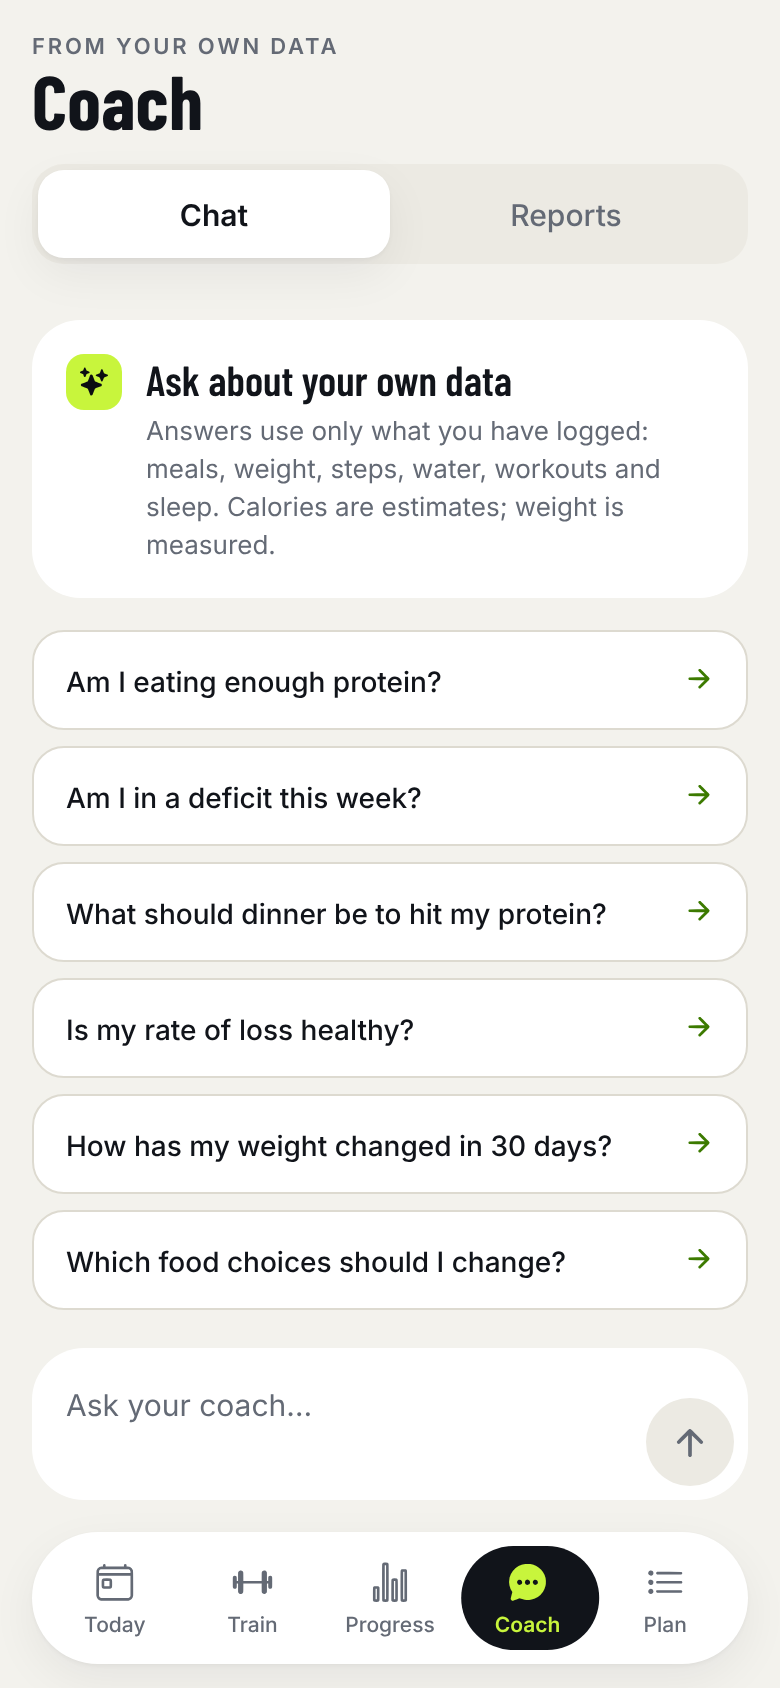 FROM YOUR OWN DATA
Coach
Chat
Reports
Ask about your own data
Answers use only what you have logged:
meals, weight, steps, water, workouts and
sleep. Calories are estimates; weight is
measured.
Am I eating enough protein?
Am I in a deficit this week?
What should dinner be to hit my protein?
Is my rate of loss healthy?
How has my weight changed in 30 days?
Which food choices should I change?
Ask your coach...
Today
Train
Progress
Coach
Plan